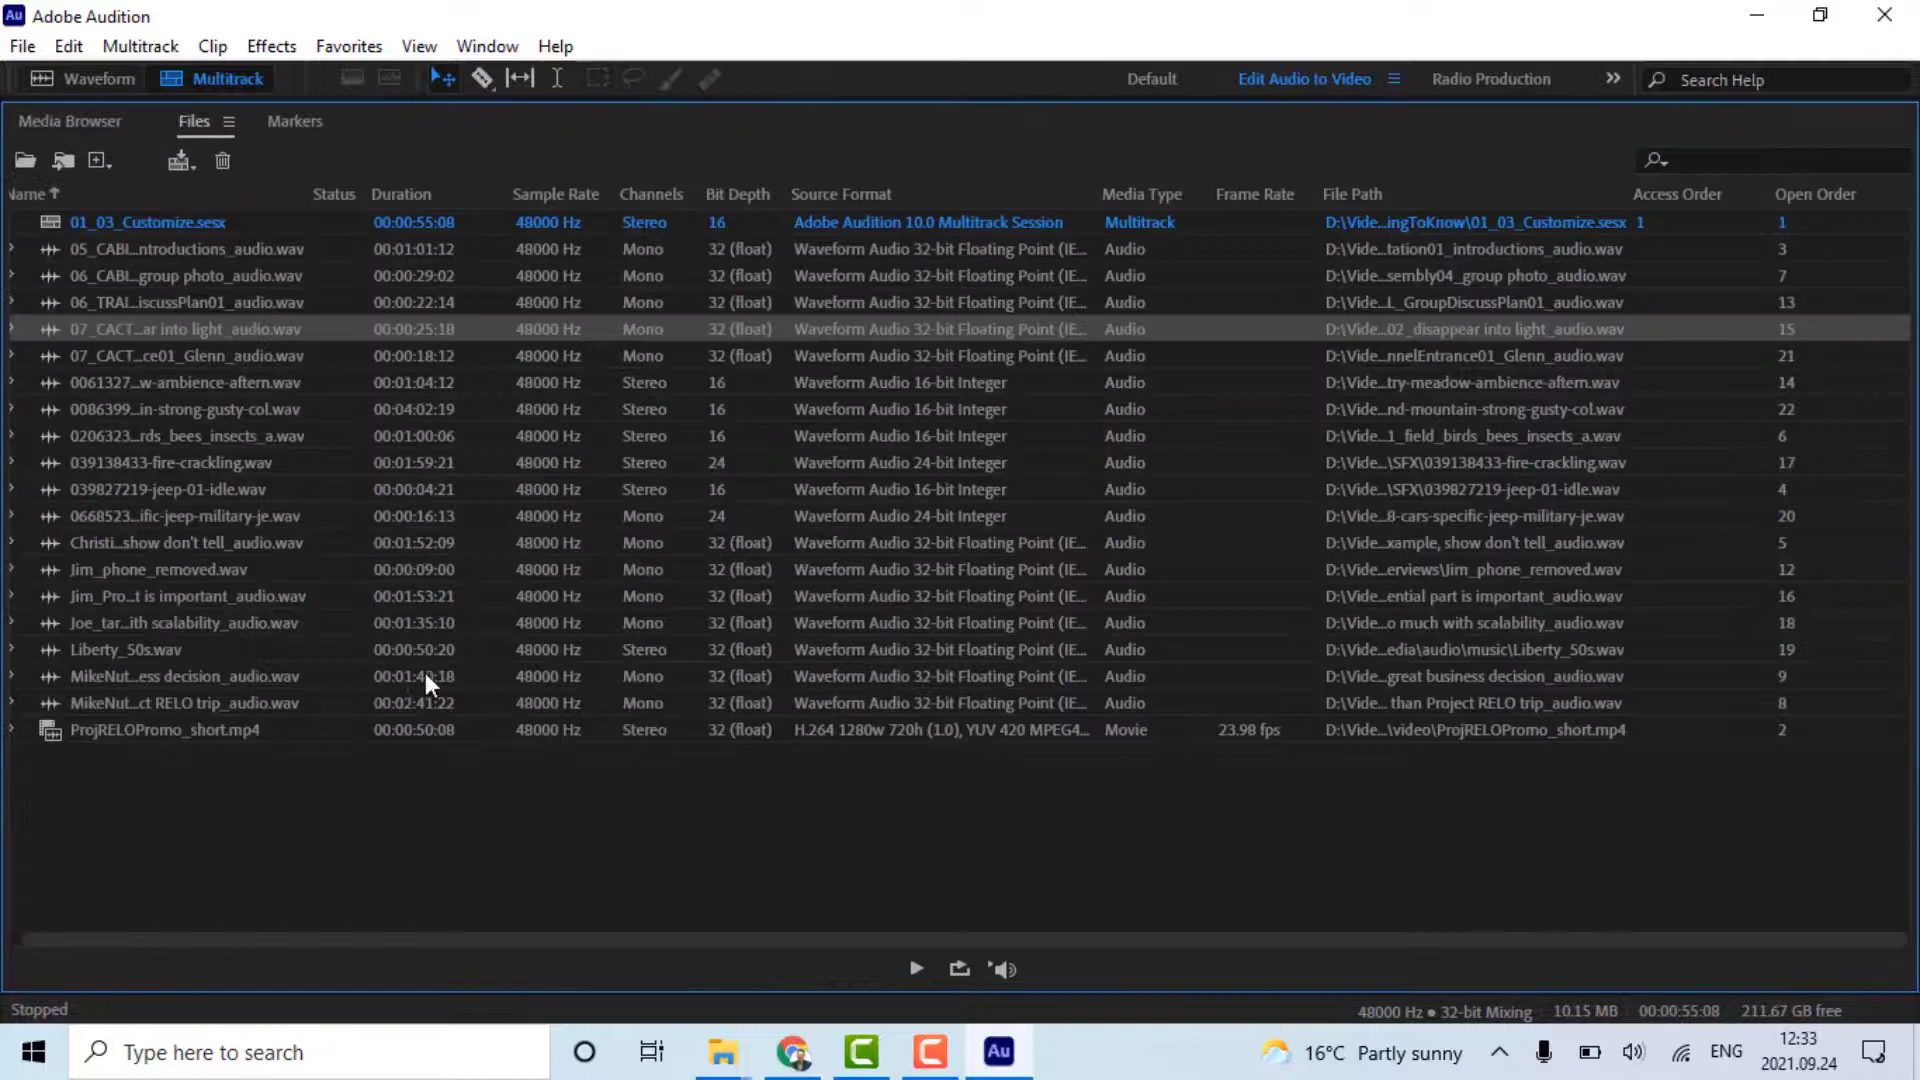 Au Adobe Audition
File Edit Multitrack Clip Effects Favorites View Window Help
Waveform Multitrack Default Edit Audio to Video Radio Production Search Help
Media Browser Files Markers
Name Status Duration Sample Rate Channels Bit Depth Source Format Media Type Frame Rate File Path Access Order Open Order
01_03_Customize.sesx 00:00:55:08 48000 Hz Stereo 16 Adobe Audition 10.0 Multitrack Session Multitrack D:\Vide...ingToKnow\01_03_Customize.sesx 1 1
05_CABI...ntroductions_audio.wav 00:01:01:12 48000 Hz Mono 32 (float) Waveform Audio 32-bit Floating Point (IE... Audio D:\Vide...tation01_introductions_audio.wav 3
06_CABI...group photo_audio.wav 00:00:29:02 48000 Hz Mono 32 (float) Waveform Audio 32-bit Floating Point (IE... Audio D:\Vide...sembly04_group photo_audio.wav 7
06_TRAI...iscussPlan01_audio.wav 00:00:22:14 48000 Hz Mono 32 (float) Waveform Audio 32-bit Floating Point (IE... Audio D:\Vide...L_GroupDiscussPlan01_audio.wav 13
07_CACT...ar into light_audio.wav 00:00:25:18 48000 Hz Mono 32 (float) Waveform Audio 32-bit Floating Point (IE... Audio D:\Vide...02_disappear into light_audio.wav 15
07_CACT...ce01_Glenn_audio.wav 00:00:18:12 48000 Hz Mono 32 (float) Waveform Audio 32-bit Floating Point (IE... Audio D:\Vide...nnelEntrance01_Glenn_audio.wav 21
0061327...w-ambience-aftern.wav 00:01:04:12 48000 Hz Stereo 16 Waveform Audio 16-bit Integer Audio D:\Vide...try-meadow-ambience-aftern.wav 14
0086399...in-strong-gusty-col.wav 00:04:02:19 48000 Hz Stereo 16 Waveform Audio 16-bit Integer Audio D:\Vide...nd-mountain-strong-gusty-col.wav 22
0206323...rds_bees_insects_a.wav 00:01:00:06 48000 Hz Stereo 16 Waveform Audio 16-bit Integer Audio D:\Vide...1_field_birds_bees_insects_a.wav 6
039138433-fire-crackling.wav 00:01:59:21 48000 Hz Stereo 24 Waveform Audio 24-bit Integer Audio D:\Vide...\SFX\039138433-fire-crackling.wav 17
039827219-jeep-01-idle.wav 00:00:04:21 48000 Hz Stereo 16 Waveform Audio 16-bit Integer Audio D:\Vide...\SFX\039827219-jeep-01-idle.wav 4
0668523...ific-jeep-military-je.wav 00:00:16:13 48000 Hz Mono 24 Waveform Audio 24-bit Integer Audio D:\Vide...8-cars-specific-jeep-military-je.wav 20
Christi...show don't tell_audio.wav 00:01:52:09 48000 Hz Mono 32 (float) Waveform Audio 32-bit Floating Point (IE... Audio D:\Vide...xample, show don't tell_audio.wav 5
Jim_phone_removed.wav 00:00:09:00 48000 Hz Mono 32 (float) Waveform Audio 32-bit Floating Point (IE... Audio D:\Vide...erviews\Jim_phone_removed.wav 12
Jim_Pro...t is important_audio.wav 00:01:53:21 48000 Hz Mono 32 (float) Waveform Audio 32-bit Floating Point (IE... Audio D:\Vide...ential part is important_audio.wav 16
Joe_tar...ith scalability_audio.wav 00:01:35:10 48000 Hz Mono 32 (float) Waveform Audio 32-bit Floating Point (IE... Audio D:\Vide...o much with scalability_audio.wav 18
Liberty_50s.wav 00:00:50:20 48000 Hz Stereo 32 (float) Waveform Audio 32-bit Floating Point (IE... Audio D:\Vide...edia\audio\music\Liberty_50s.wav 19
MikeNut...ess decision_audio.wav 48000 Hz Mono 32 (float) Waveform Audio 32-bit Floating Point (IE... Audio D:\Vide...great business decision_audio.wav 9
MikeNut...ct RELO trip_audio.wav 00:02:41:22 48000 Hz Mono 32 (float) Waveform Audio 32-bit Floating Point (IE... Audio D:\Vide... than Project RELO trip_audio.wav 8
ProjRELOPromo_short.mp4 00:00:50:08 48000 Hz Stereo 32 (float) H.264 1280w 720h (1.0), YUV 420 MPEG4... Movie 23.98 fps D:\Vide...\video\ProjRELOPromo_short.mp4 2
Stopped 48000 Hz ● 32-bit Mixing 10.15 MB 00:00:55:08 211.67 GB free
Type here to search Au 16°C Partly sunny ENG 12:33
2021.09.24